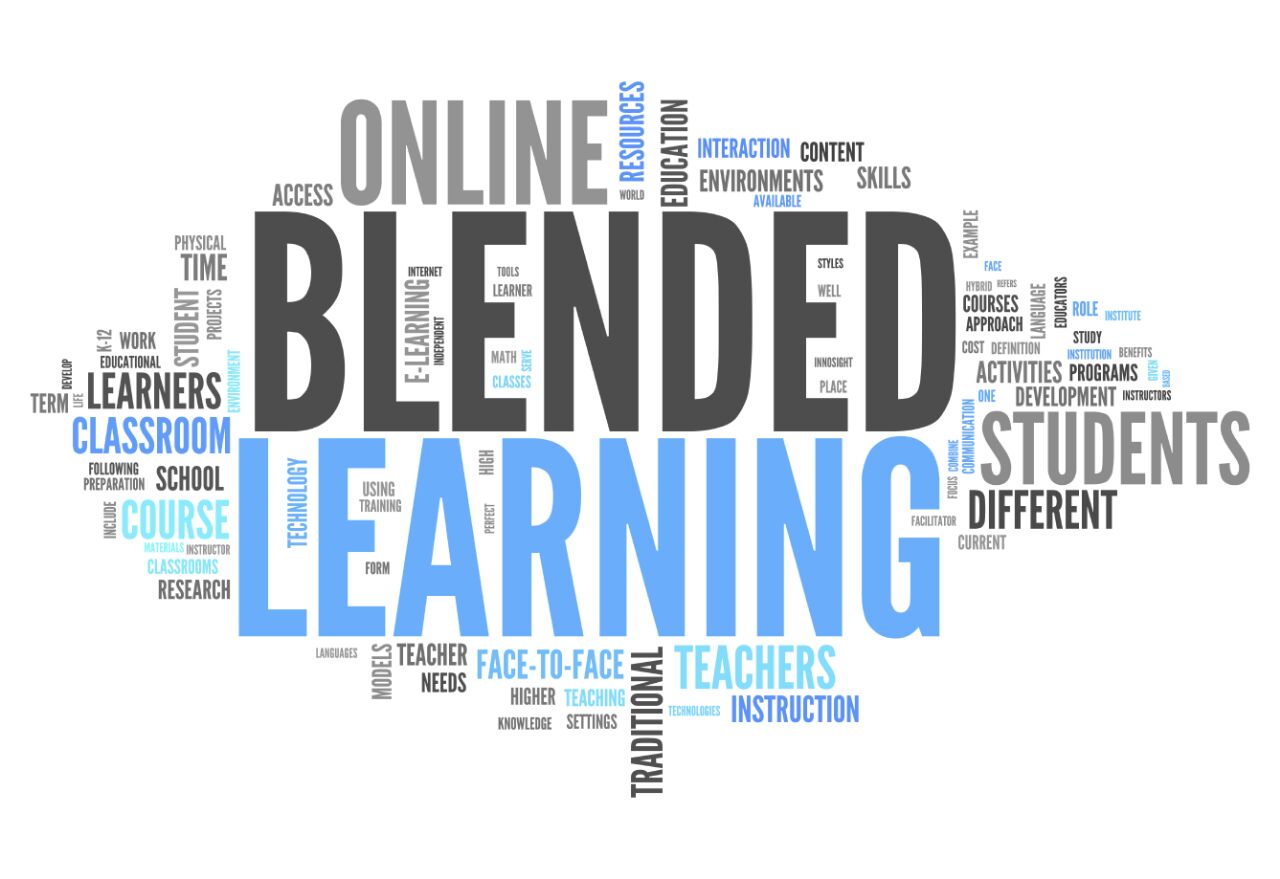 ONLINE
RESOURCES
EDUCATION
INTERACTION
CONTENT
ENVIRONMENTS
SKILLS
AVAILABLE
WORLD
ACCESS
BLENDED
PHYSICAL
TIME
STUDENT
PROJECTS
K-12
WORK
EDUCATIONAL
DEVELOP
LIFE
LEARNERS
TERM
ENVIRONMENT
INTERNET
E-LEARNING
INDEPENDENT
TOOLS
LEARNER
MATH
SERVE
CLASSES
STYLES
WELL
INNOSIGHT
PLACE
EXAMPLE
FACE
HYBRID
REFERS
COURSES
APPROACH
LANGUAGE
EDUCATORS
ROLE
INSTITUTE
STUDY
COST
DEFINITION
INSTITUTION
BENEFITS
ACTIVITIES
PROGRAMS
GIVEN
BASED
ONE
DEVELOPMENT
INSTRUCTORS
LEARNING
CLASSROOM
FOLLOWING
PREPARATION
SCHOOL
INCLUDE
COURSE
MATERIALS
INSTRUCTOR
CLASSROOMS
RESEARCH
TECHNOLOGY
USING
TRAINING
FORM
HIGH
PERFECT
COMBINE
COMMUNICATION
FOCUS
STUDENTS
DIFFERENT
FACILITATOR
CURRENT
LANGUAGES
MODELS
TEACHER
NEEDS
FACE-TO-FACE
HIGHER
TEACHING
KNOWLEDGE
SETTINGS
TRADITIONAL
TEACHERS
TECHNOLOGIES
INSTRUCTION